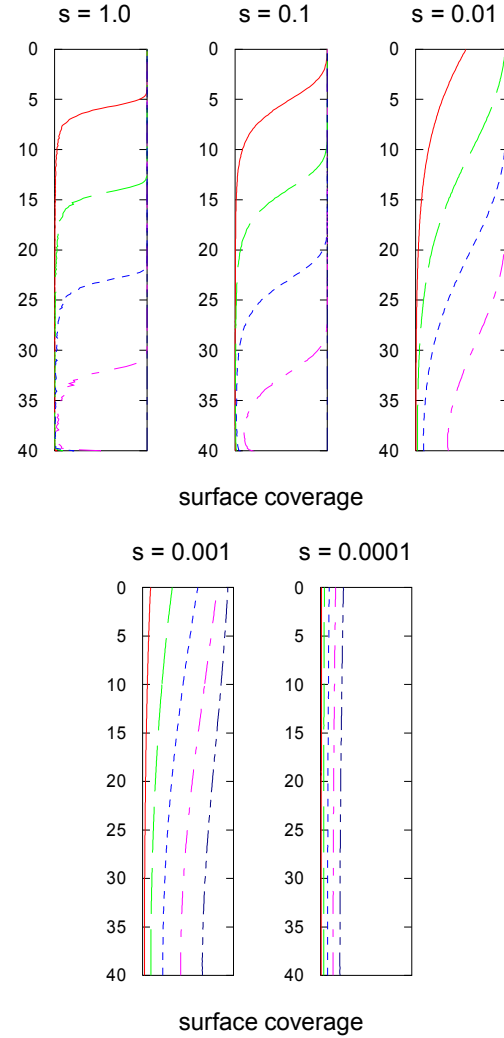 s = 1.0 s = 0.1 s = 0.01
0 0 0
5 5 5
10 10 10
15 15 15
20 20 20
25 25 25
30 30 30
35 35 35
40 40 40
surface coverage
s = 0.001 s = 0.0001
0 0
5 5
10 10
15 15
20 20
25 25
30 30
35 35
40 40
surface coverage